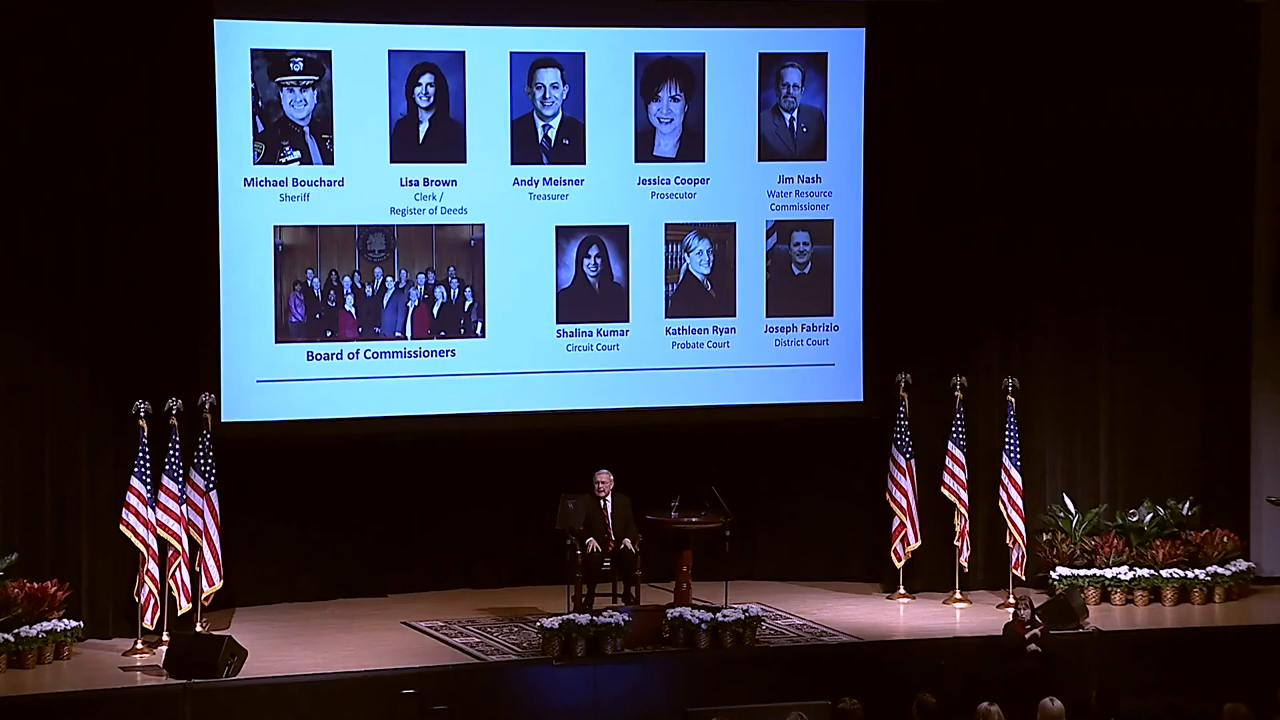 Michael Bouchard
Sheriff
Lisa Brown
Clerk /
Register of Deeds
Andy Meisner
Treasurer
Jessica Cooper
Prosecutor
Jim Nash
Water Resource
Commissioner
Board of Commissioners
Shalina Kumar
Circuit Court
Kathleen Ryan
Probate Court
Joseph Fabrizio
District Court